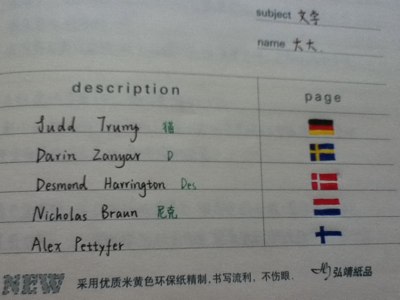 subject 文字
name 大大
description page
Judd Trump 猫
Darin Zanyar D
Desmond Harrington Des
Nicholas Braun 尼克
Alex Pettyfer
NEW 采用优质米黄色环保纸精制，书写流利，不伤眼。 弘靖纸品